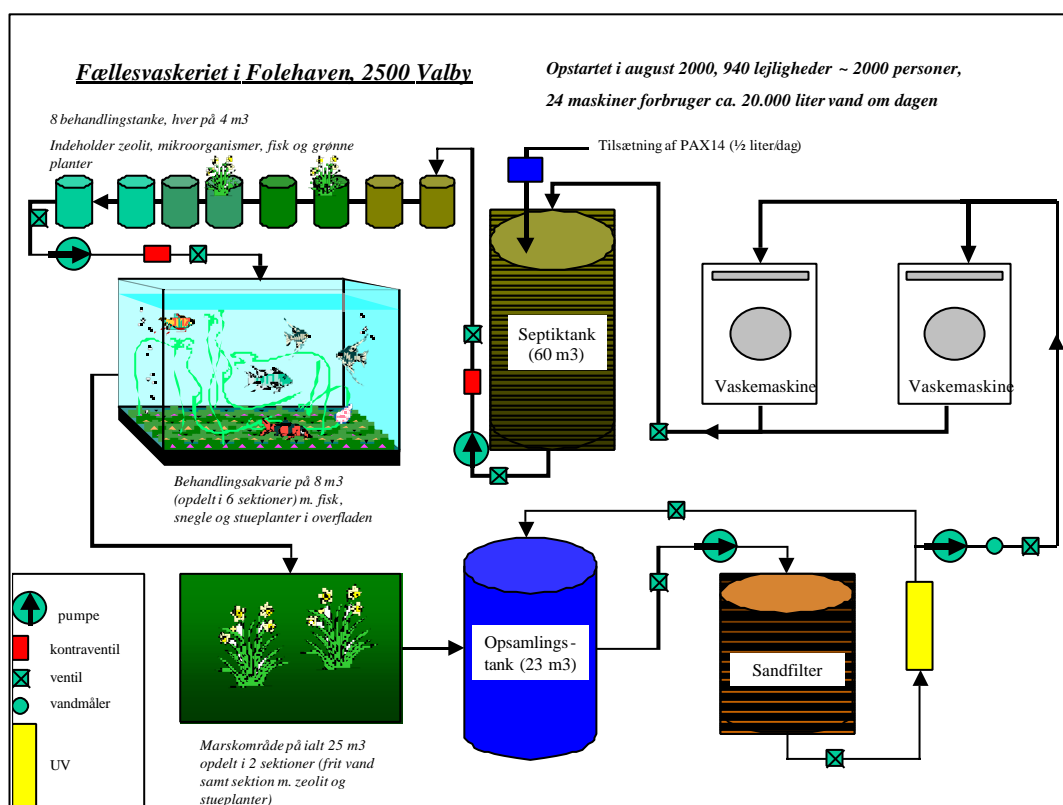 Fællesvaskeriet i Folehaven, 2500 Valby
Opstartet i august 2000, 940 lejligheder ~ 2000 personer,
24 maskiner forbruger ca. 20.000 liter vand om dagen
8 behandlingstanke, hver på 4 m3
Indeholder zeolit, mikroorganismer, fisk og grønne
planter
Tilsætning af PAX14 (½ liter/dag)
Septiktank
(60 m3)
Vaskemaskine
Vaskemaskine
Behandlingsakvarie på 8 m3
(opdelt i 6 sektioner) m. fisk,
snegle og stueplanter i overfladen
pumpe
kontraventil
ventil
vandmåler
UV
Opsamlings-
tank (23 m3)
Sandfilter
Marskområde på ialt 25 m3
opdelt i 2 sektioner (frit vand
samt sektion m. zeolit og
stueplanter)